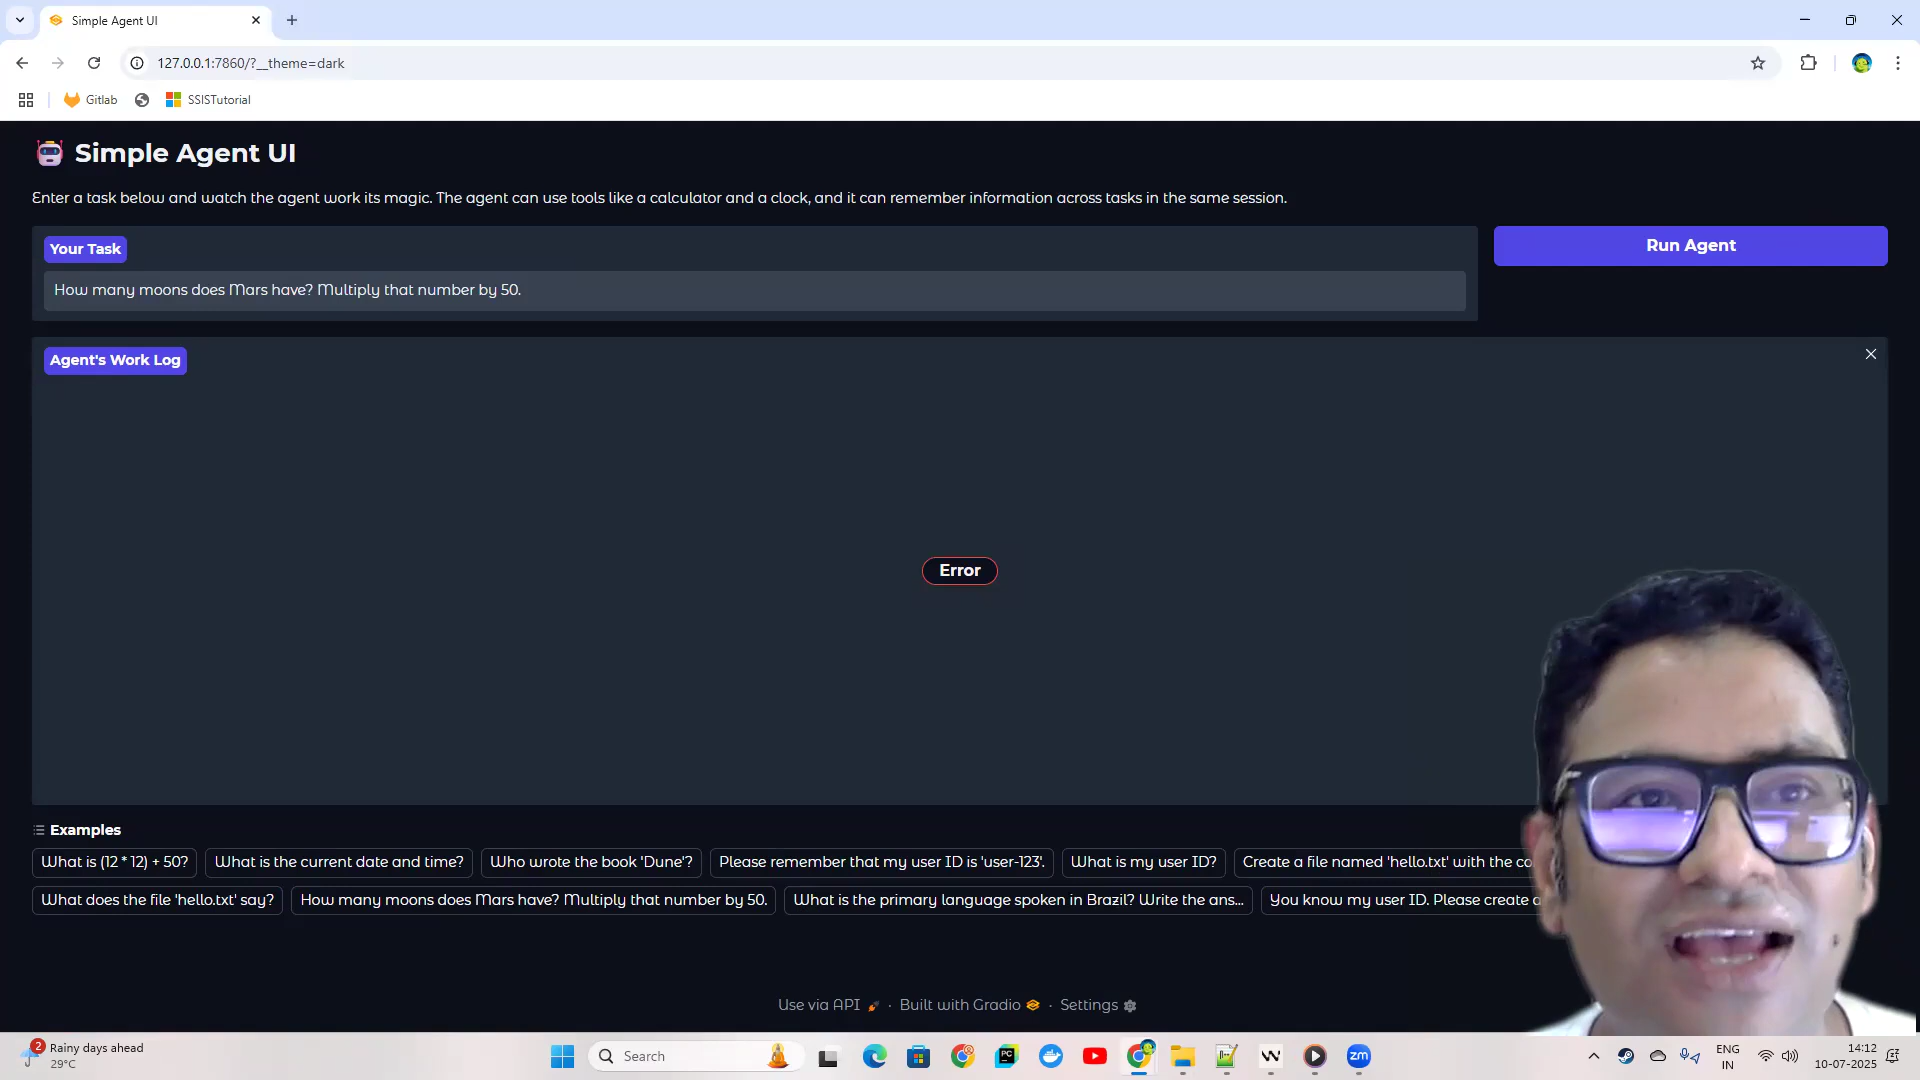 Simple Agent UI
127.0.0.1:7860/?__theme=dark
Gitlab
SSISTutorial
Simple Agent UI
Enter a task below and watch the agent work its magic. The agent can use tools like a calculator and a clock, and it can remember information across tasks in the same session.
Your Task
Run Agent
How many moons does Mars have? Multiply that number by 50.
Agent's Work Log
Error
Examples
What is (12 * 12) + 50?
What is the current date and time?
Who wrote the book 'Dune'?
Please remember that my user ID is 'user-123'.
What is my user ID?
Create a file named 'hello.txt' with the co
What does the file 'hello.txt' say?
How many moons does Mars have? Multiply that number by 50.
What is the primary language spoken in Brazil? Write the ans...
You know my user ID. Please create a
Use via API · Built with Gradio · Settings
2
Rainy days ahead
29°C
Search
PC
zm
ENG
IN
14:12
10-07-2025